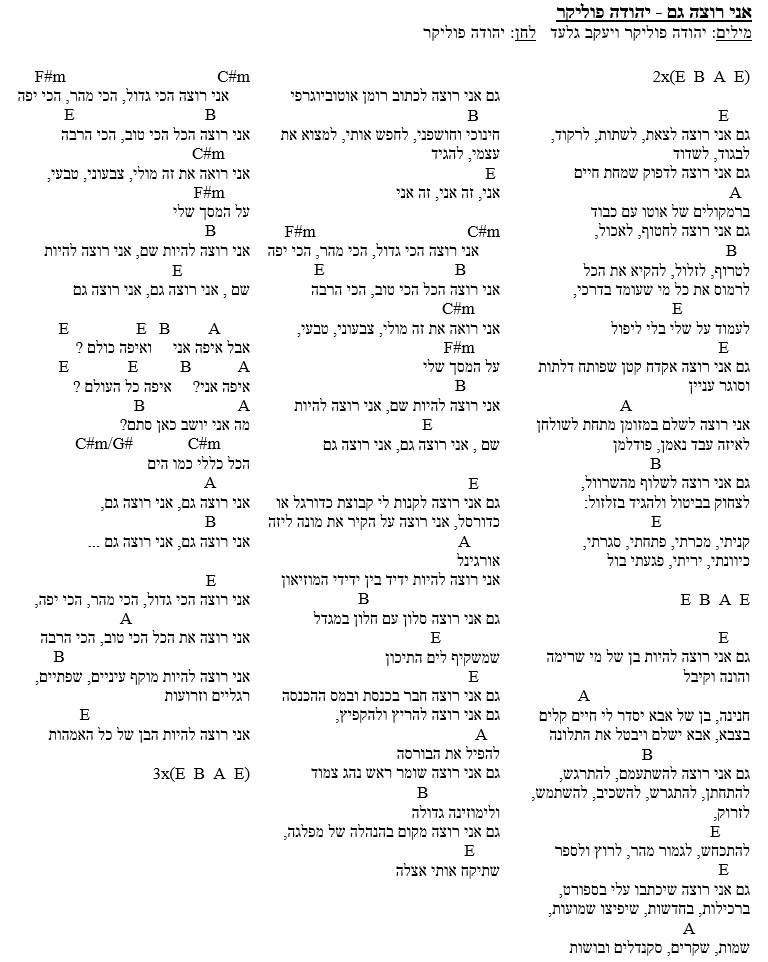 אני רוצה גם - יהודה פוליקר
מילים: יהודה פוליקר ויעקב גלעד   לחן: יהודה פוליקר
2x(E B A E)
E
גם אני רוצה לצאת, לשתות, לרקוד,
לבגוד, לשדוד
גם אני רוצה לדפוק שמחת חיים
A
ברמקולים של אוטו עם כבוד
גם אני רוצה לחטוף, לאכול,
B
לטרוף, לזלול, להקיא את הכל
לרמוס את כל מי שעומד בדרכי,
E
לעמוד על שלי בלי ליפול
E
גם אני רוצה אקדח קטן שפותח דלתות
וסוגר עניין
A
אני רוצה לשלם במזומן מתחת לשולחן
לאיזה עבד נאמן, פודלמן
B
גם אני רוצה לשלוף מהשרוול,
לצחוק בביטול ולהגיד בזלזול:
E
קניתי, מכרתי, פתחתי, סגרתי,
כיוונתי, יריתי, פגעתי בול
E B A E
E
גם אני רוצה להיות בן של מי שרימה
והונה וקיבל
A
חנינה, בן של אבא יסדר לי חיים קלים
בצבא, אבא ישלם ויבטל את התלונה
B
גם אני רוצה להשתעמם, להתרגש,
להתחתן, להתגרש, להשכיב, להשתמש,
לזרוק,
E
להתכחש, לגמור מהר, לרוץ ולספר
E
גם אני רוצה שיכתבו עלי בספורט,
ברכילות, בחדשות, שיפיצו שמועות,
A
שמות, שקרים, סקנדלים ובושות
גם אני רוצה לכתוב רומן אוטוביוגרפי
B
חינוכי וחושפני, לחפש אותי, למצוא את
עצמי, להגיד
E
אני, זה אני, זה אני
F#m C#m
אני רוצה הכי גדול, הכי מהר, הכי יפה
E B
אני רוצה הכל הכי טוב, הכי הרבה
C#m
אני רואה את זה מולי, צבעוני, טבעי,
F#m
על המסך שלי
B
אני רוצה להיות שם, אני רוצה להיות
E
שם , אני רוצה גם, אני רוצה גם
E
גם אני רוצה לקנות לי קבוצת כדורגל או
כדורסל, אני רוצה על הקיר את מונה ליזה
A
אורגינל
אני רוצה להיות ידיד בין ידידי המוזיאון
B
גם אני רוצה סלון עם חלון במגדל
E
שמשקיף לים התיכון
E
גם אני רוצה חבר בכנסת ובמס ההכנסה
גם אני רוצה להריץ ולהקפיץ,
A
להפיל את הבורסה
גם אני רוצה שומר ראש נהג צמוד
B
ולימוזינה גדולה
גם אני רוצה מקום בהנהלה של מפלגה,
E
שתיקח אותי אצלה
F#m C#m
אני רוצה הכי גדול, הכי מהר, הכי יפה
E B
אני רוצה הכל הכי טוב, הכי הרבה
C#m
אני רואה את זה מולי, צבעוני, טבעי,
F#m
על המסך שלי
B
אני רוצה להיות שם, אני רוצה להיות
E
שם , אני רוצה גם, אני רוצה גם
E E B A
אבל איפה אני ואיפה כולם ?
E E B A
איפה אני? איפה כל העולם ?
B A
מה אני יושב כאן סתם?
C#m/G# C#m
הכל כללי כמו הים
A
אני רוצה גם, אני רוצה גם,
B
אני רוצה גם, אני רוצה גם ...
E
אני רוצה הכי גדול, הכי מהר, הכי יפה,
A
אני רוצה את הכל הכי טוב, הכי הרבה
B
אני רוצה להיות מוקף עיניים, שפתיים,
רגליים וזרועות
E
אני רוצה להיות הבן של כל האמהות
3x(E B A E)